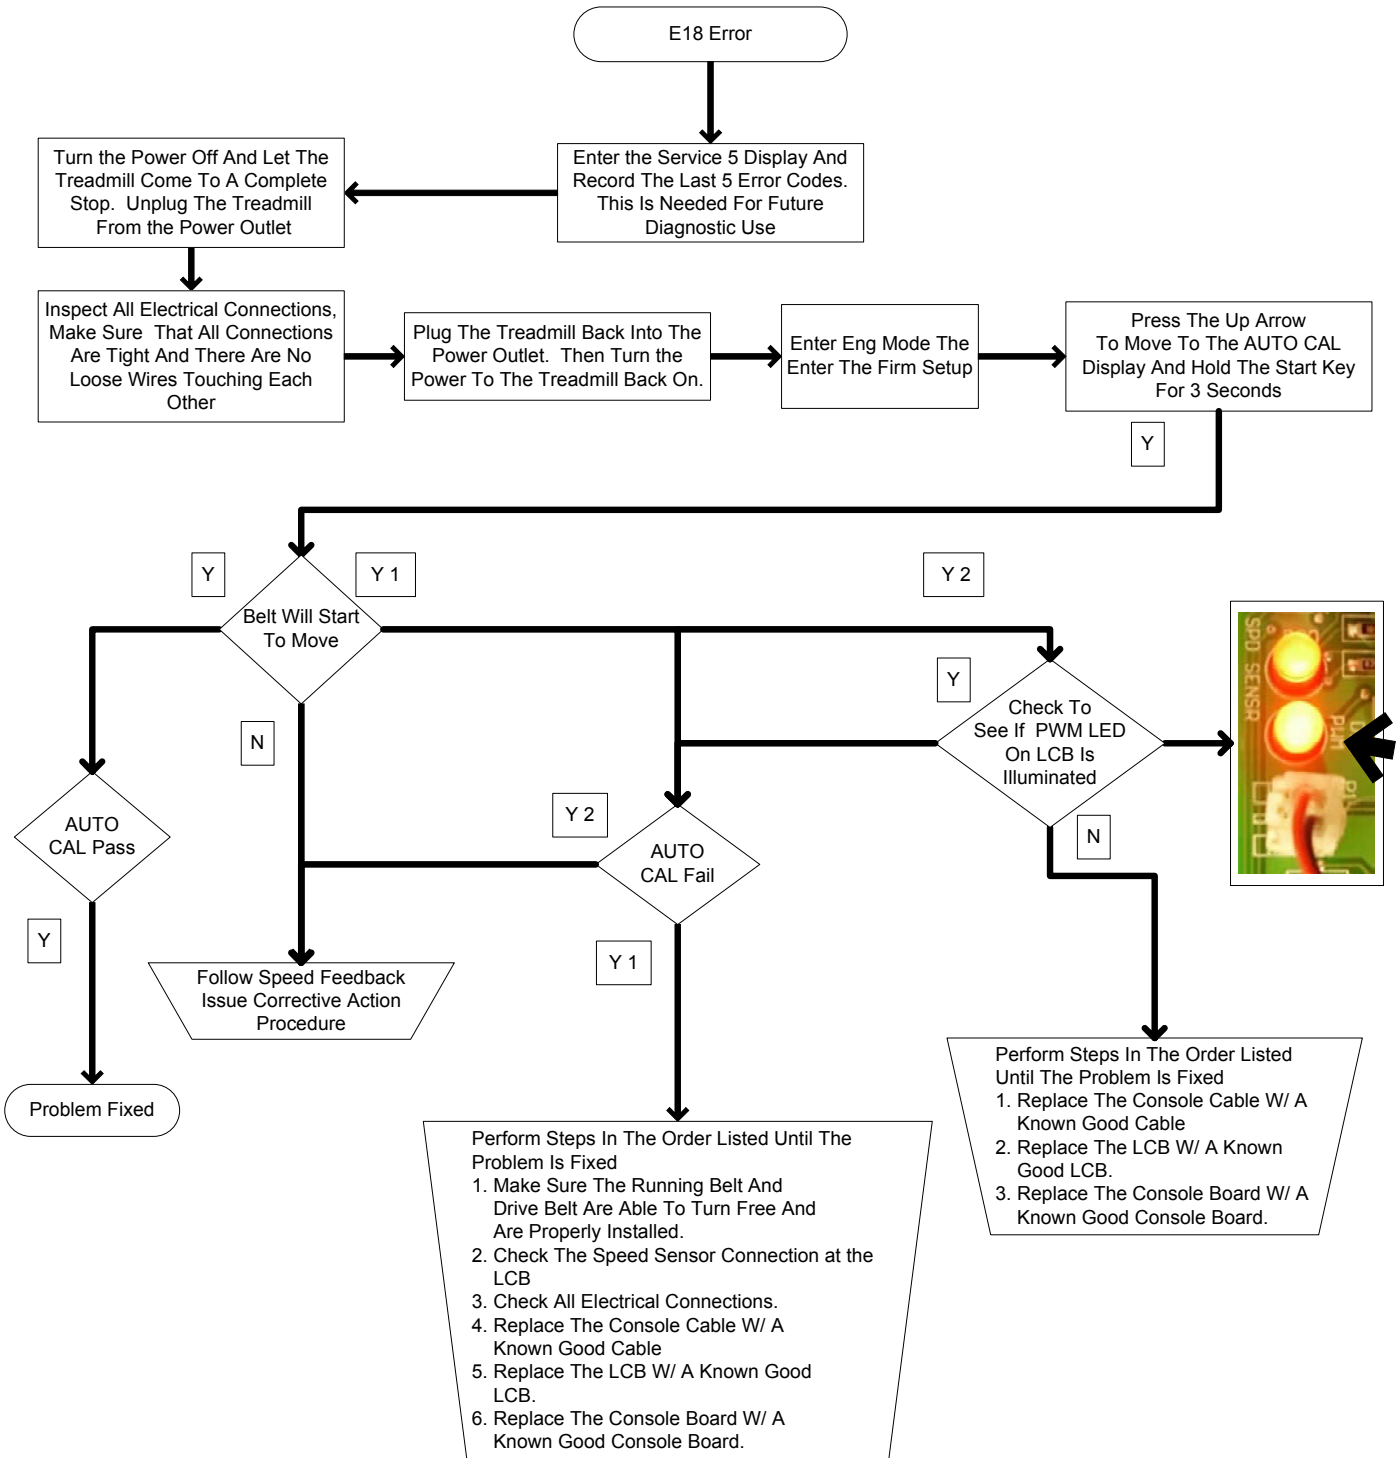 E18 Error
Enter the Service 5 Display And
Record The Last 5 Error Codes.
This Is Needed For Future
Diagnostic Use
Turn the Power Off And Let The
Treadmill Come To A Complete
Stop. Unplug The Treadmill
From the Power Outlet
Inspect All Electrical Connections,
Make Sure That All Connections
Are Tight And There Are No
Loose Wires Touching Each
Other
Plug The Treadmill Back Into The
Power Outlet. Then Turn the
Power To The Treadmill Back On.
Enter Eng Mode The
Enter The Firm Setup
Press The Up Arrow
To Move To The AUTO CAL
Display And Hold The Start Key
For 3 Seconds
Y
Y
Y 1
Y 2
Belt Will Start
To Move
Y
N
Check To
See If PWM LED
On LCB Is
Illuminated
SPD SENSR
PWM
N
AUTO
CAL Pass
Y
Y 2
AUTO
CAL Fail
Y 1
Follow Speed Feedback
Issue Corrective Action
Procedure
Problem Fixed
Perform Steps In The Order Listed Until The
Problem Is Fixed
1. Make Sure The Running Belt And
Drive Belt Are Able To Turn Free And
Are Properly Installed.
2. Check The Speed Sensor Connection at the
LCB
3. Check All Electrical Connections.
4. Replace The Console Cable W/ A
Known Good Cable
5. Replace The LCB W/ A Known Good
LCB.
6. Replace The Console Board W/ A
Known Good Console Board.
Perform Steps In The Order Listed
Until The Problem Is Fixed
1. Replace The Console Cable W/ A
Known Good Cable
2. Replace The LCB W/ A Known
Good LCB.
3. Replace The Console Board W/ A
Known Good Console Board.